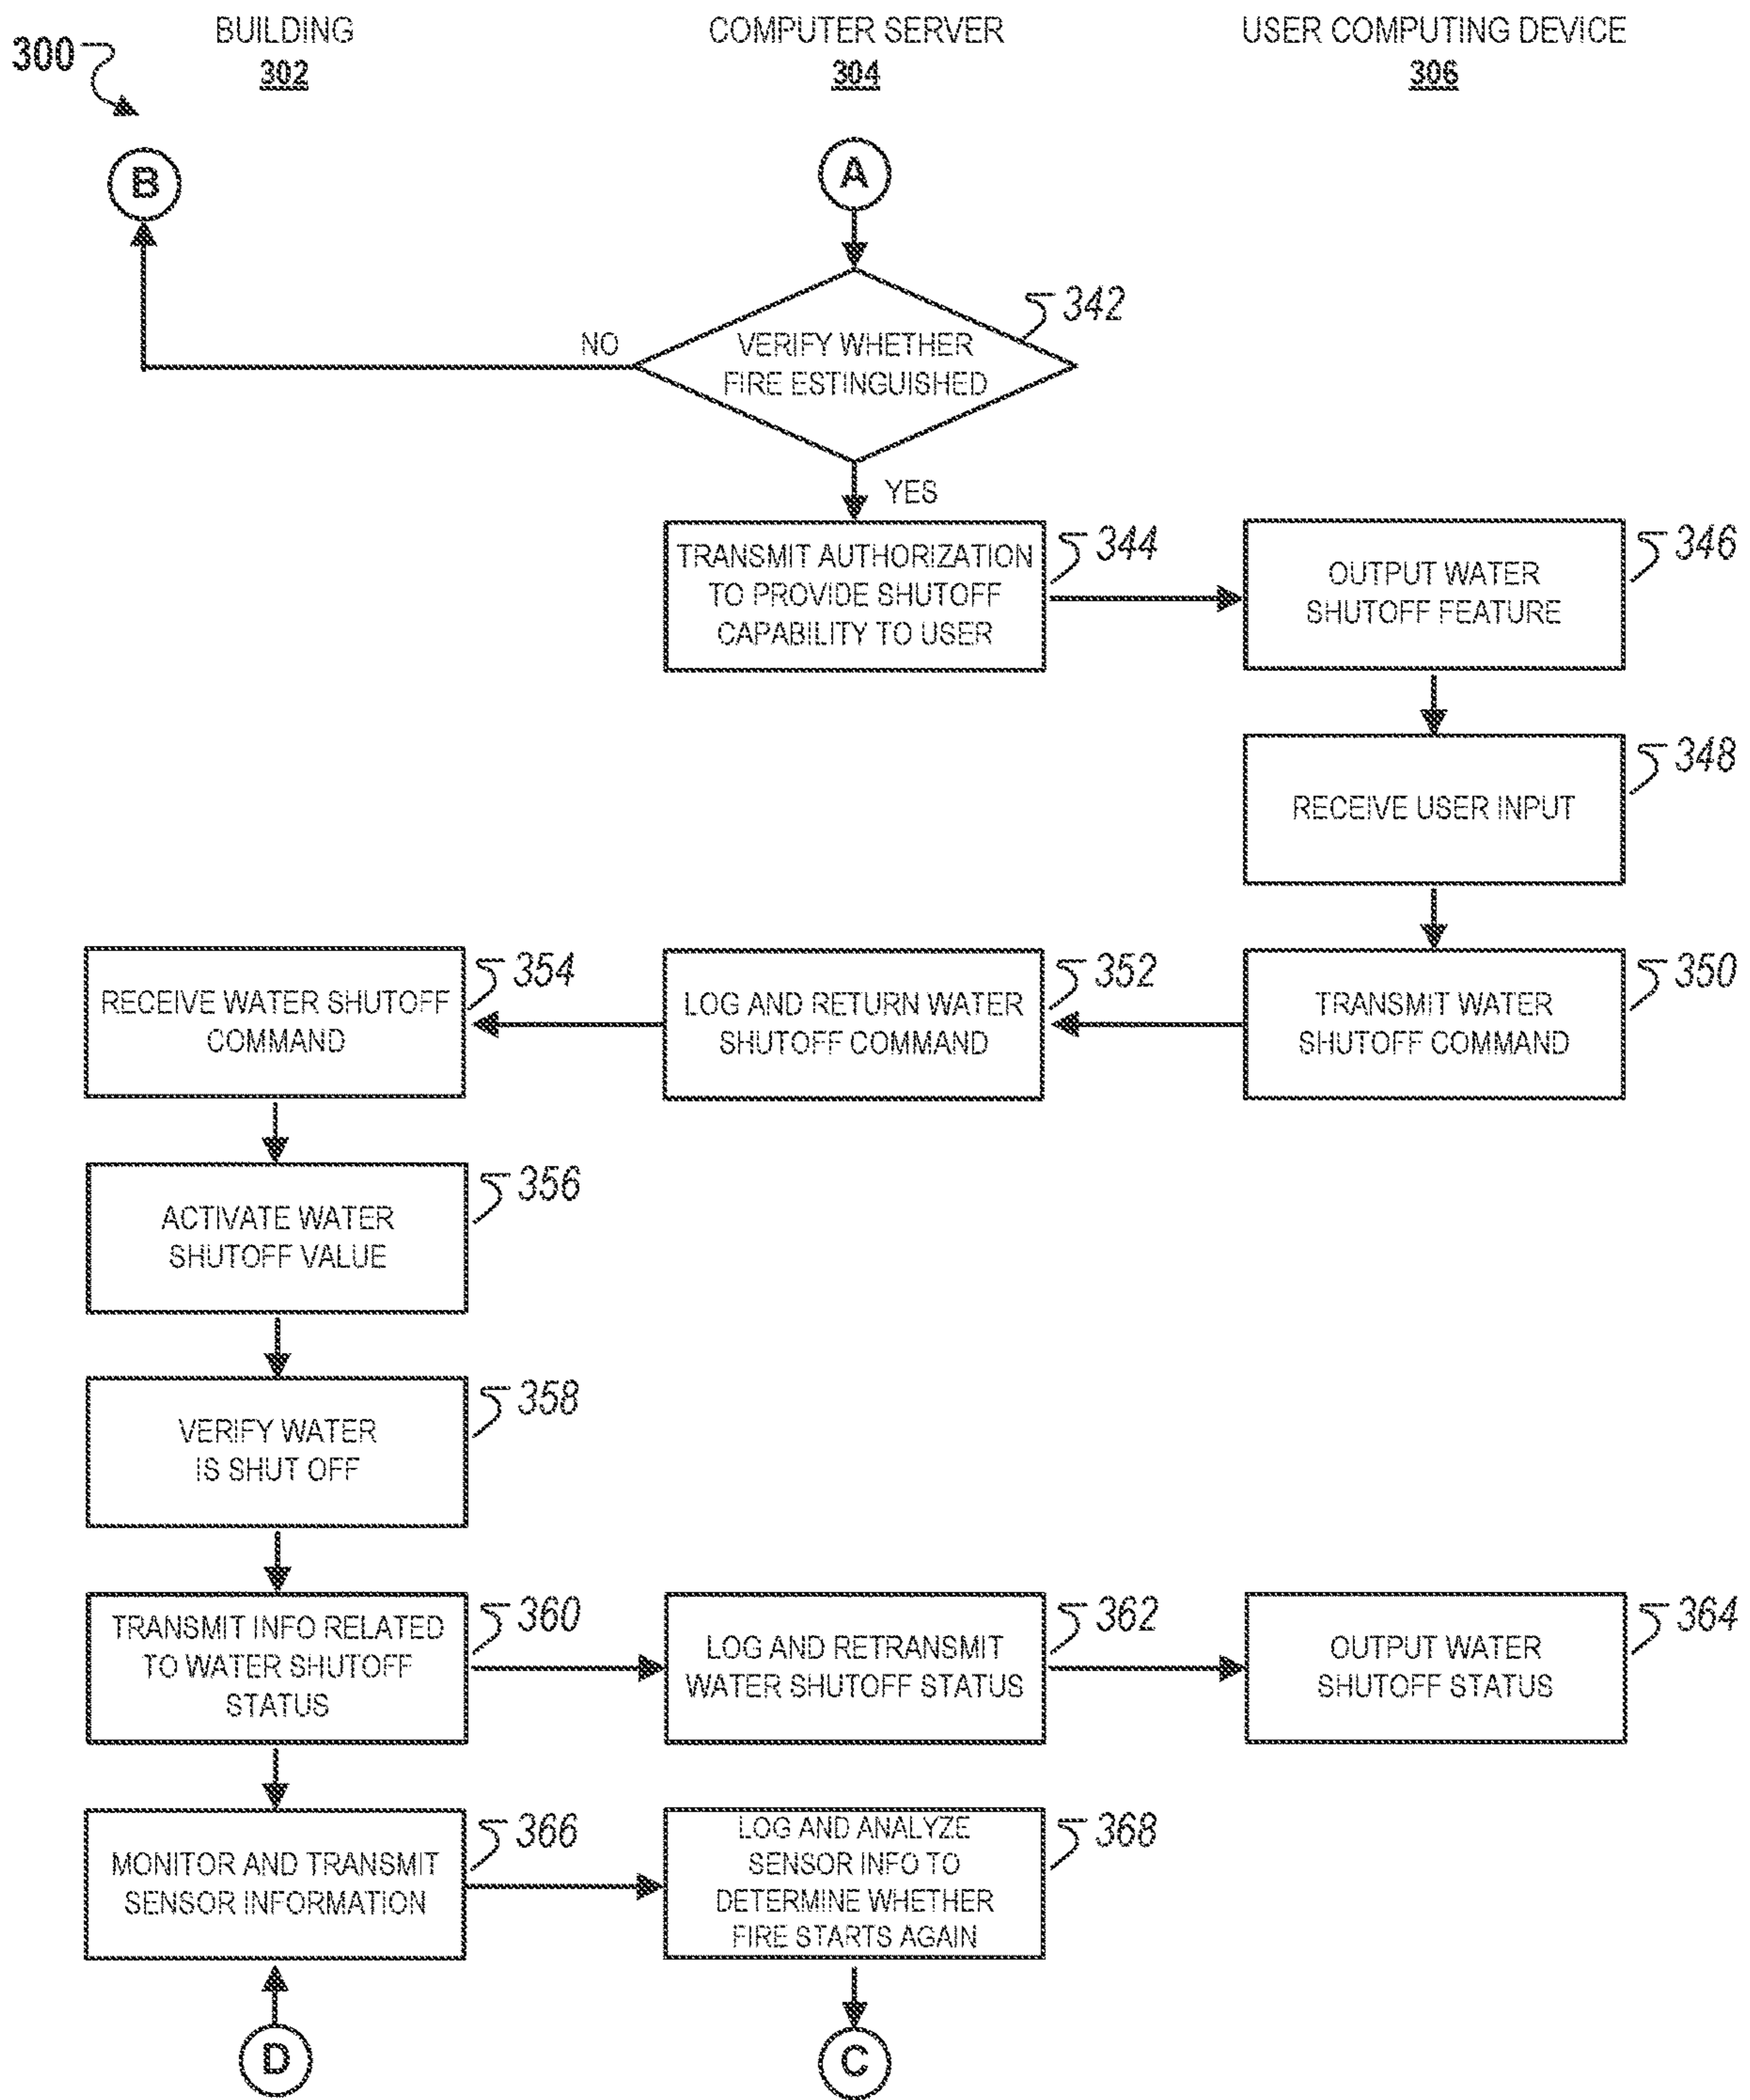 BUILDING
302
COMPUTER SERVER
304
USER COMPUTING DEVICE
306
300
B
A
342
VERIFY WHETHER
FIRE ESTINGUISHED
NO
YES
TRANSMIT AUTHORIZATION
TO PROVIDE SHUTOFF
CAPABILITY TO USER
344
OUTPUT WATER
SHUTOFF FEATURE
346
RECEIVE USER INPUT
348
RECEIVE WATER SHUTOFF
COMMAND
354
LOG AND RETURN WATER
SHUTOFF COMMAND
352
TRANSMIT WATER
SHUTOFF COMMAND
350
ACTIVATE WATER
SHUTOFF VALUE
356
VERIFY WATER
IS SHUT OFF
358
TRANSMIT INFO RELATED
TO WATER SHUTOFF
STATUS
360
LOG AND RETRANSMIT
WATER SHUTOFF STATUS
362
OUTPUT WATER
SHUTOFF STATUS
364
MONITOR AND TRANSMIT
SENSOR INFORMATION
366
LOG AND ANALYZE
SENSOR INFO TO
DETERMINE WHETHER
FIRE STARTS AGAIN
368
D
C